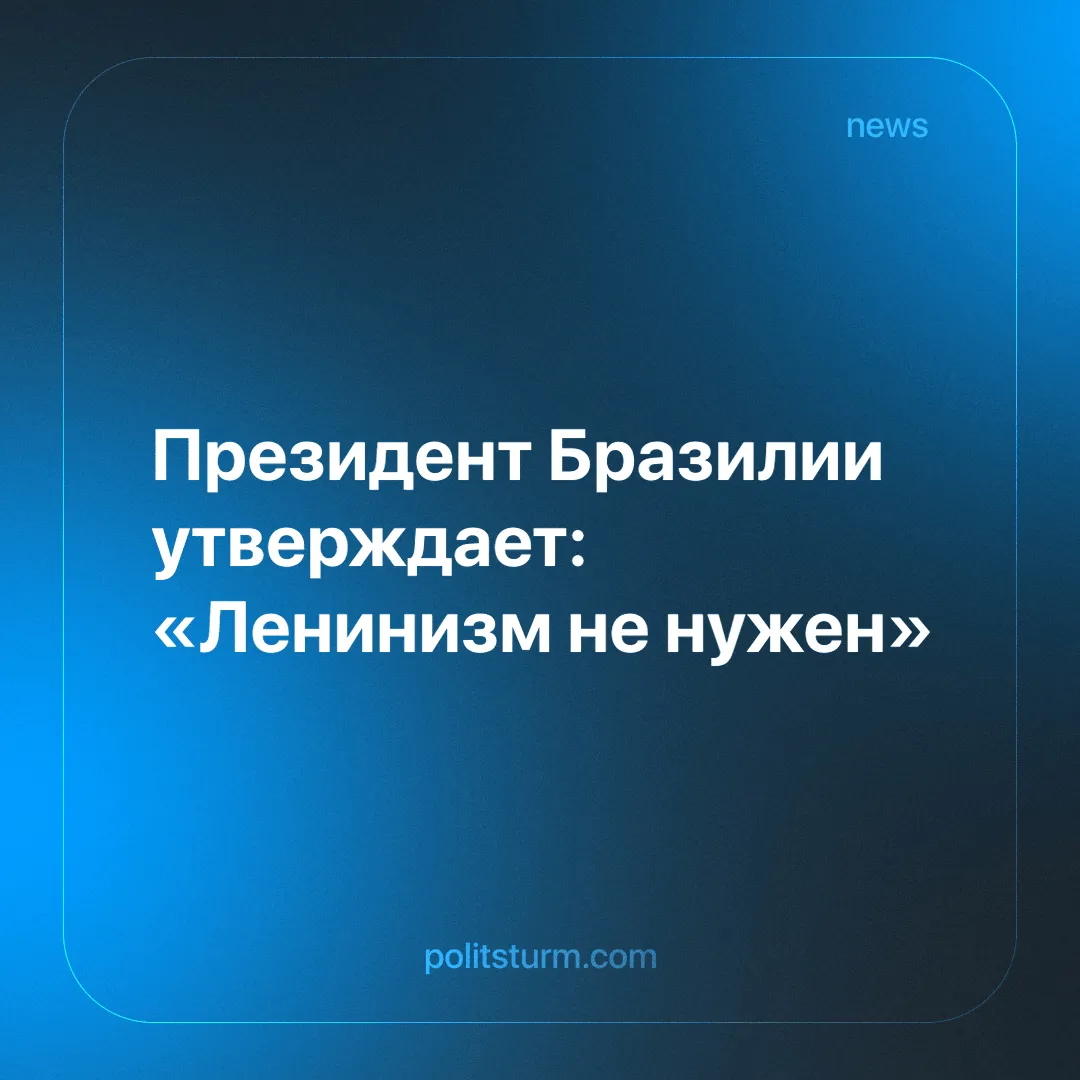 news
Президент Бразилии
утверждает:
«Ленинизм не нужен»
politsturm.com